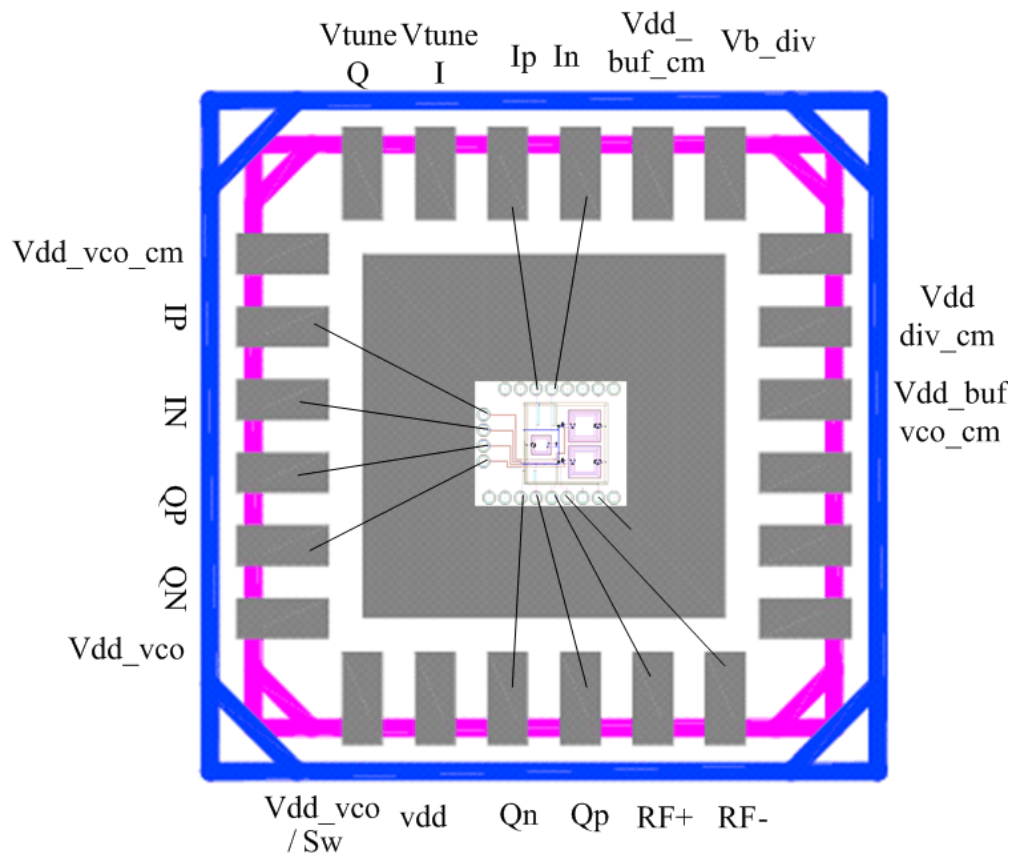 Vtune
Q
Vtune
I
Ip
In
Vdd_
buf_cm
Vb_div
Vdd_vco_cm
IP
IN
QP
QN
Vdd_vco
Vdd
div_cm
Vdd_buf
vco_cm
Vdd_vco
/ Sw
vdd
Qn
Qp
RF+
RF-